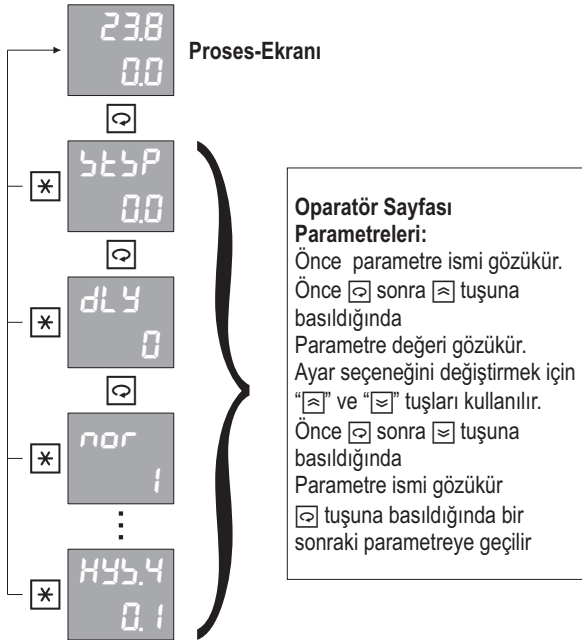 23.8
0.0
Proses-Ekranı
StSP
0.0
dLY
0
nor
1
HYS.4
0.1
Oparatör Sayfası
Parametreleri:
Önce parametre ismi gözükür.
Önce sonra tuşuna
basıldığında
Parametre değeri gözükür.
Ayar seçeneğini değiştirmek için
“ ” ve “ ” tuşları kullanılır.
Önce sonra tuşuna
basıldığında
Parametre ismi gözükür
tuşuna basıldığında bir
sonraki parametreye geçilir